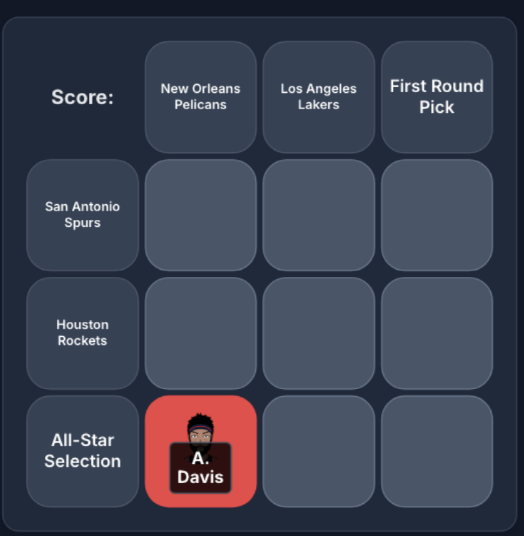 Score:
New Orleans
Pelicans
Los Angeles
Lakers
First Round
Pick
San Antonio
Spurs
Houston
Rockets
All-Star
Selection
A.
Davis